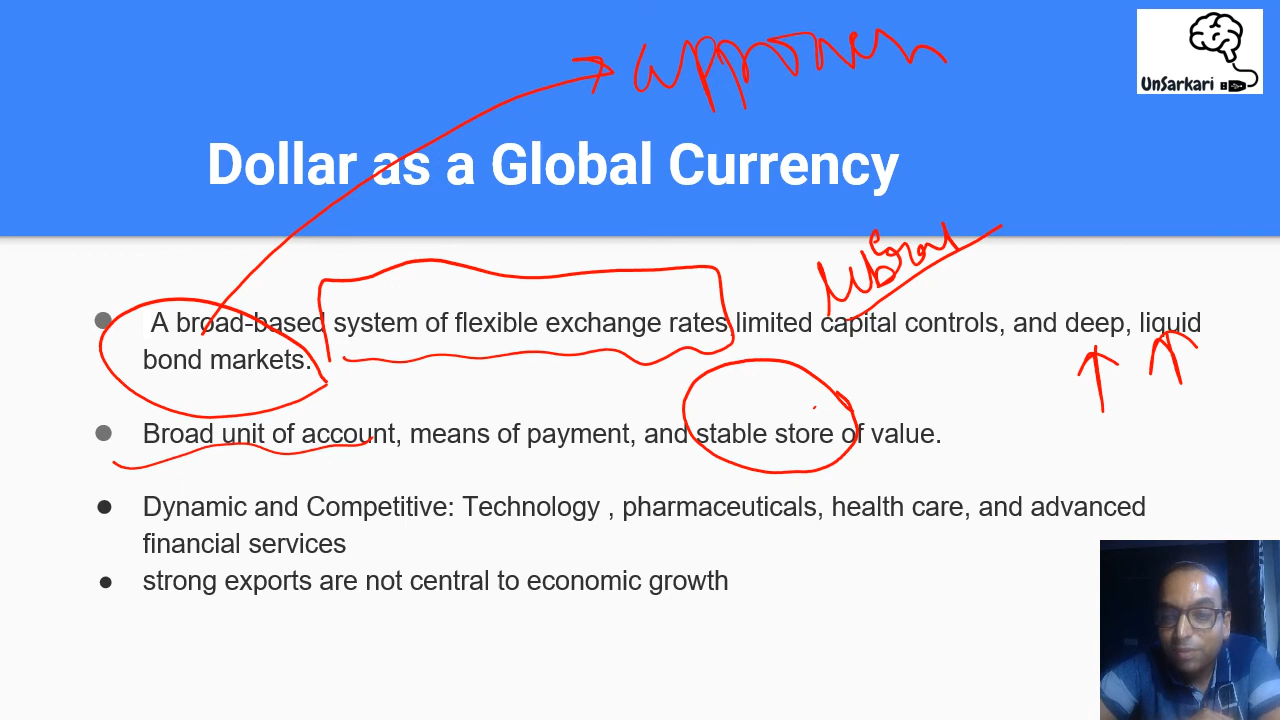 approach
UnSarkari
Dollar as a Global Currency
liberal
A broad-based system of flexible exchange rates limited capital controls, and deep, liquid
bond markets.
Broad unit of account, means of payment, and stable store of value.
Dynamic and Competitive: Technology , pharmaceuticals, health care, and advanced
financial services
strong exports are not central to economic growth